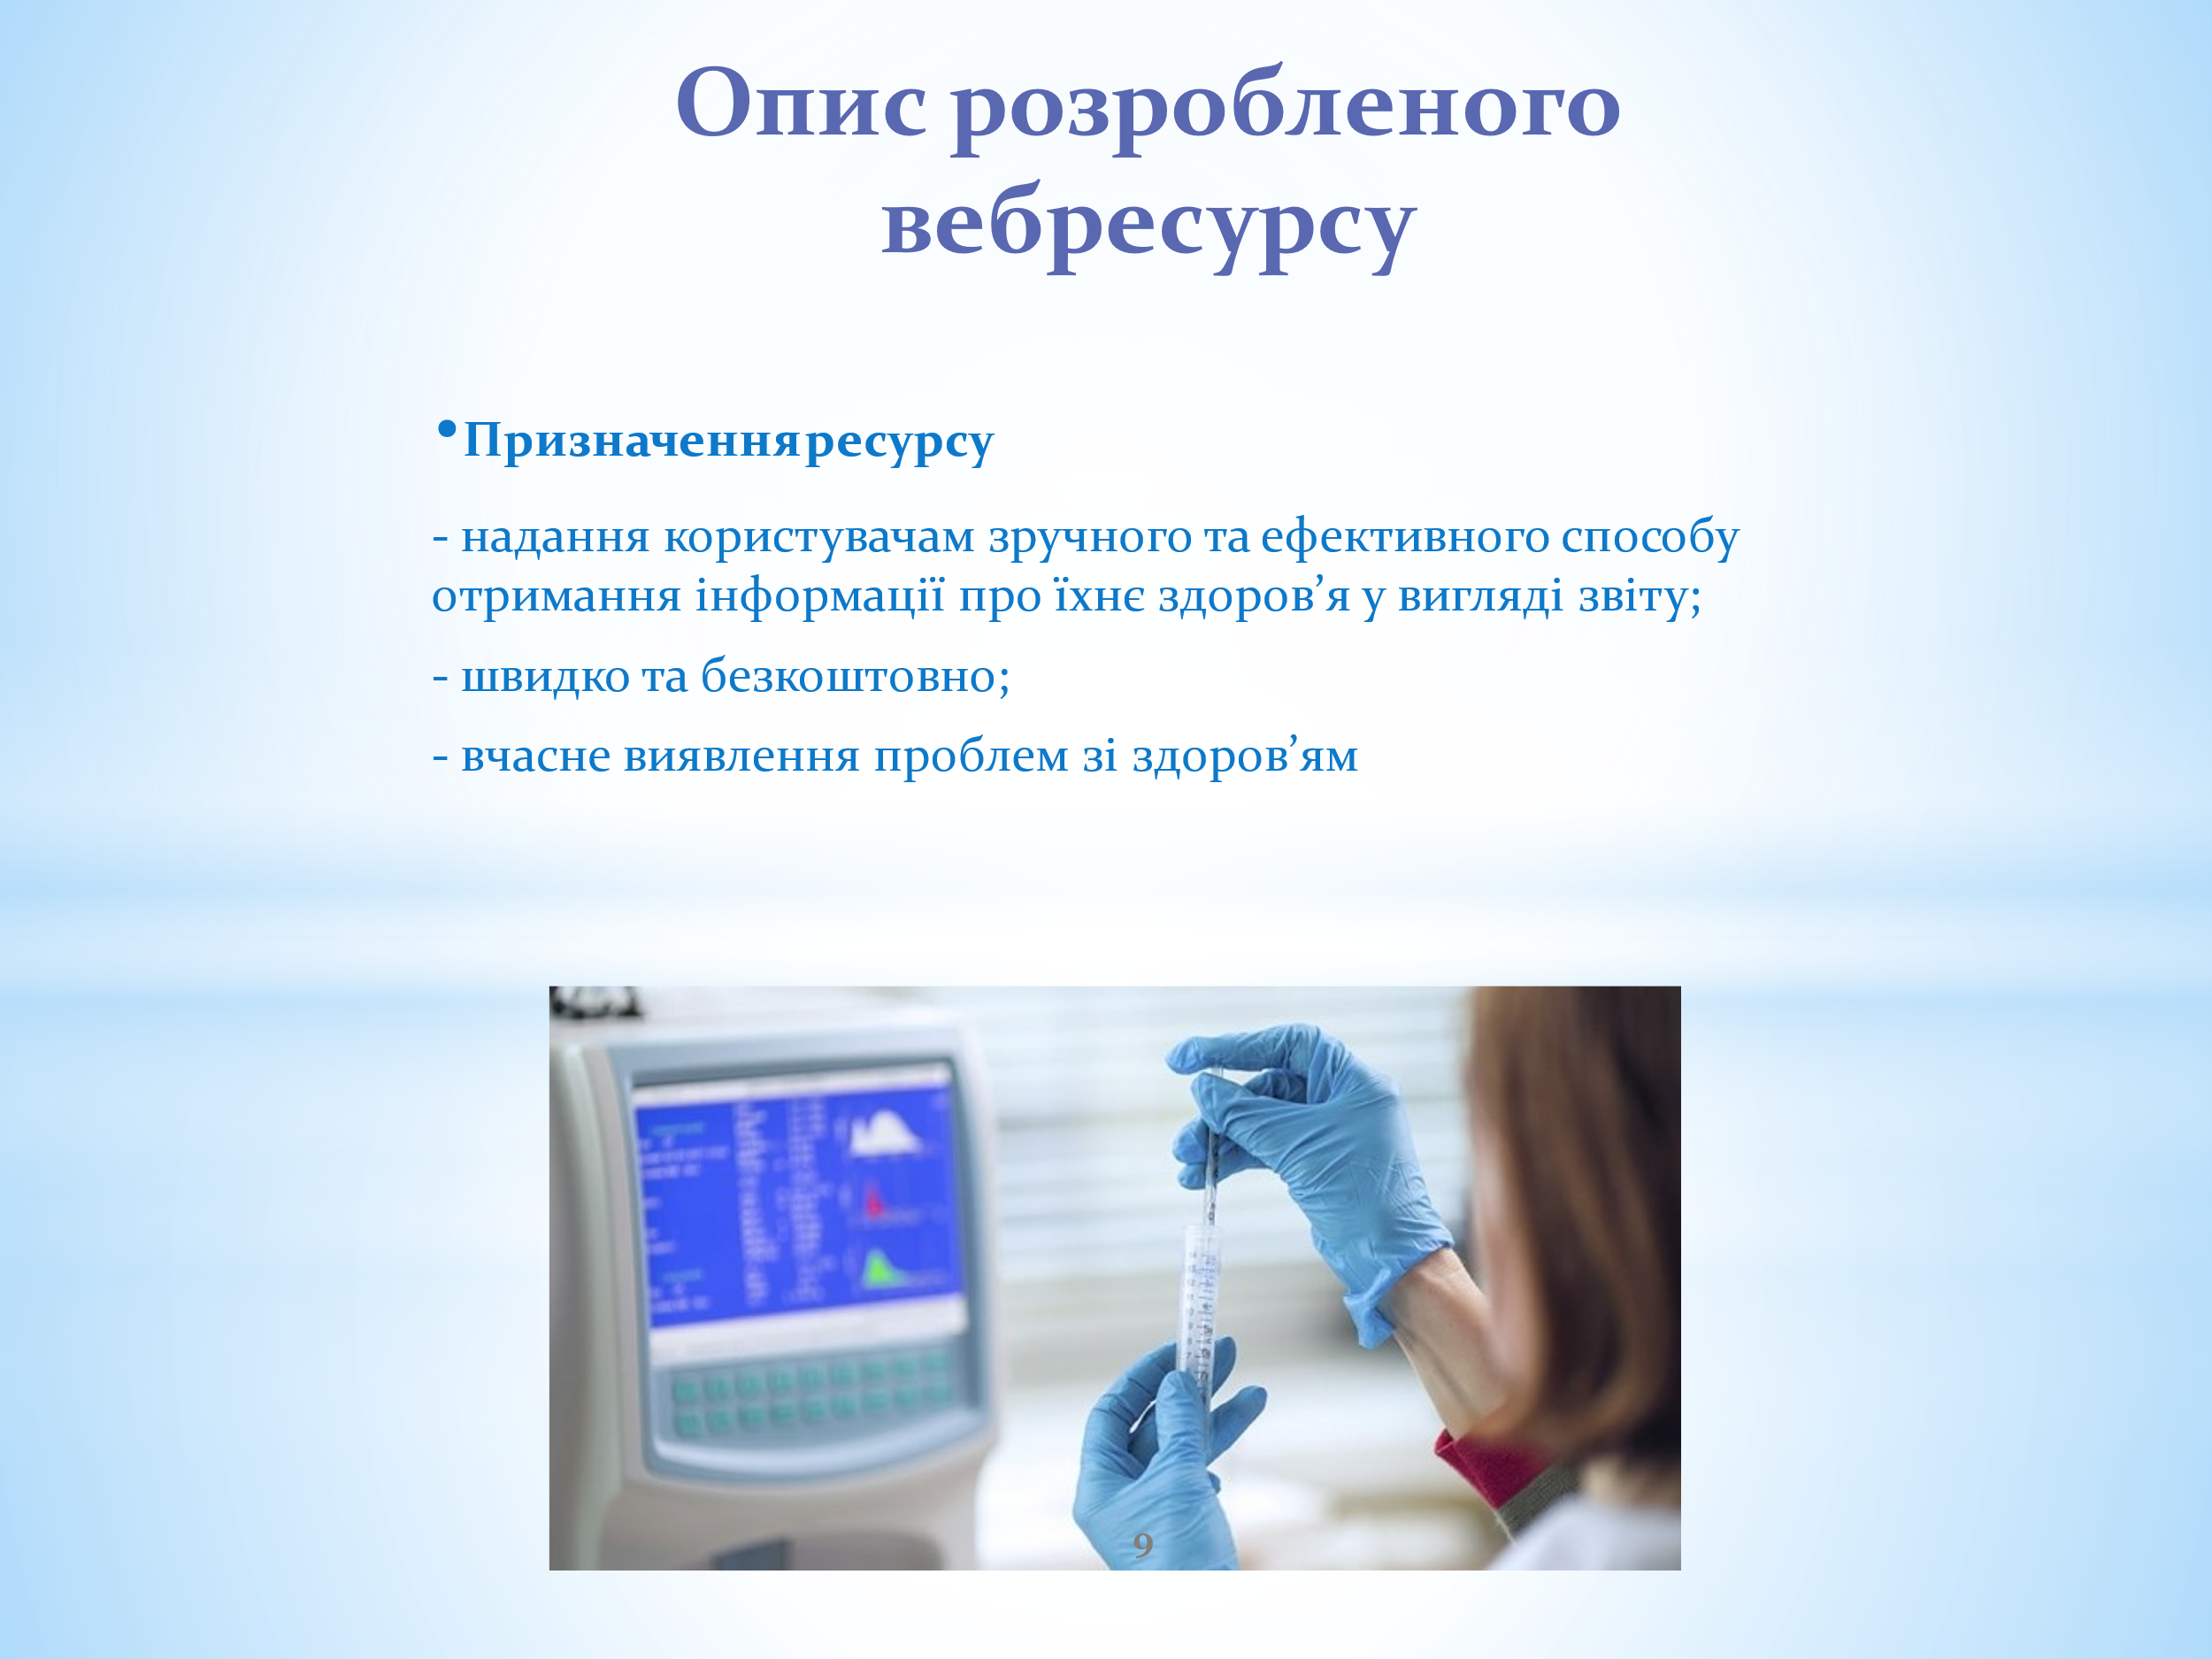 Опис розробленого
вебресурсу
•Призначення ресурсу
- надання користувачам зручного та ефективного способу
отримання інформації про їхнє здоров’я у вигляді звіту;
- швидко та безкоштовно;
- вчасне виявлення проблем зі здоров’ям
9